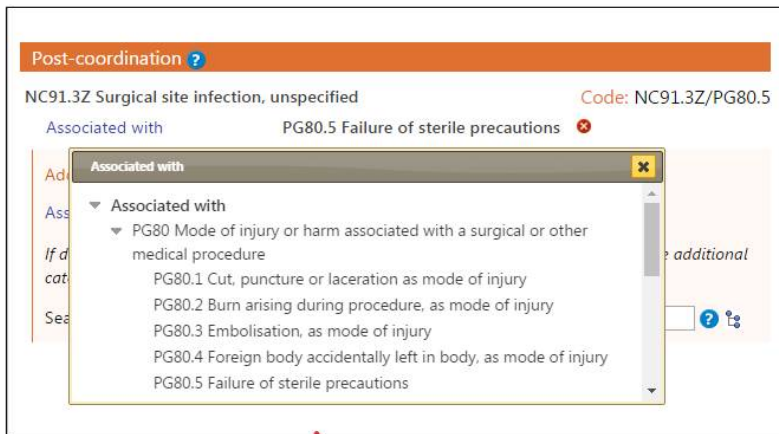 Post-coordination ?
NC91.3Z Surgical site infection, unspecified Code: NC91.3Z/PG80.5
Associated with PG80.5 Failure of sterile precautions
Associated with
Associated with
PG80 Mode of injury or harm associated with a surgical or other
medical procedure
PG80.1 Cut, puncture or laceration as mode of injury
PG80.2 Burn arising during procedure, as mode of injury
PG80.3 Embolisation, as mode of injury
PG80.4 Foreign body accidentally left in body, as mode of injury
PG80.5 Failure of sterile precautions
If d
additional
cat
Sea ?